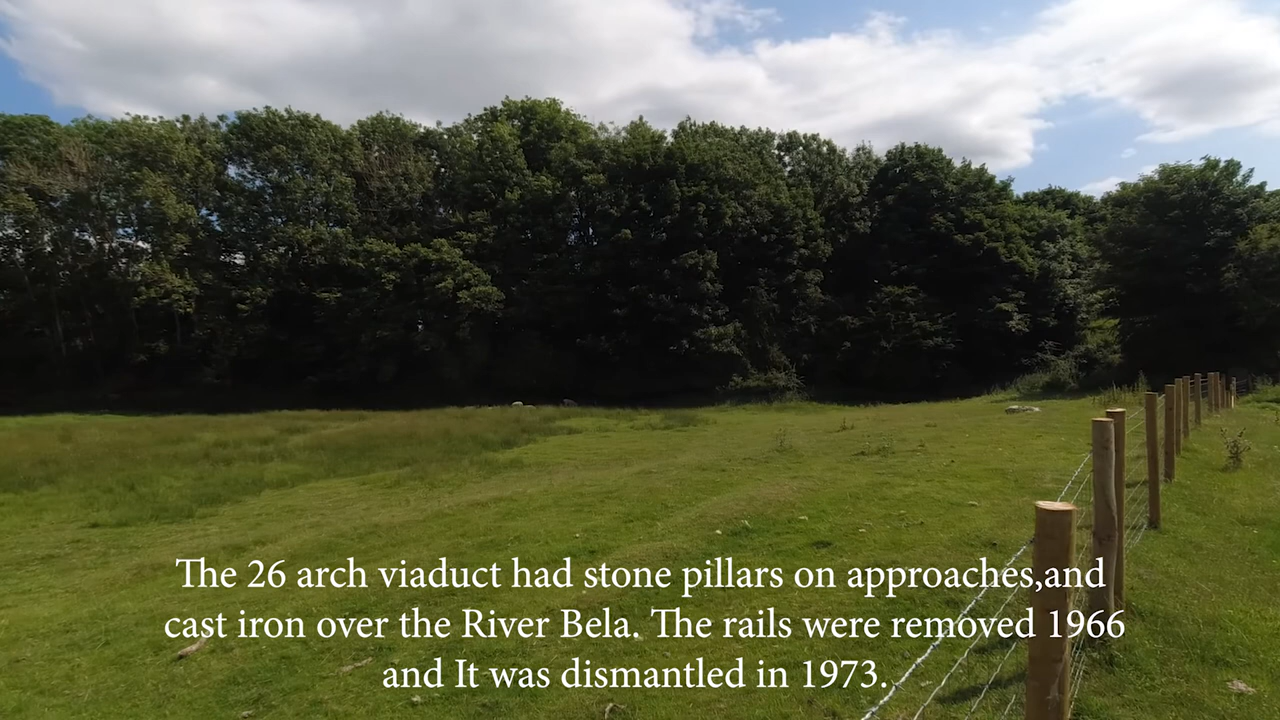 The 26 arch viaduct had stone pillars on approaches,and
cast iron over the River Bela. The rails were removed 1966
and It was dismantled in 1973.